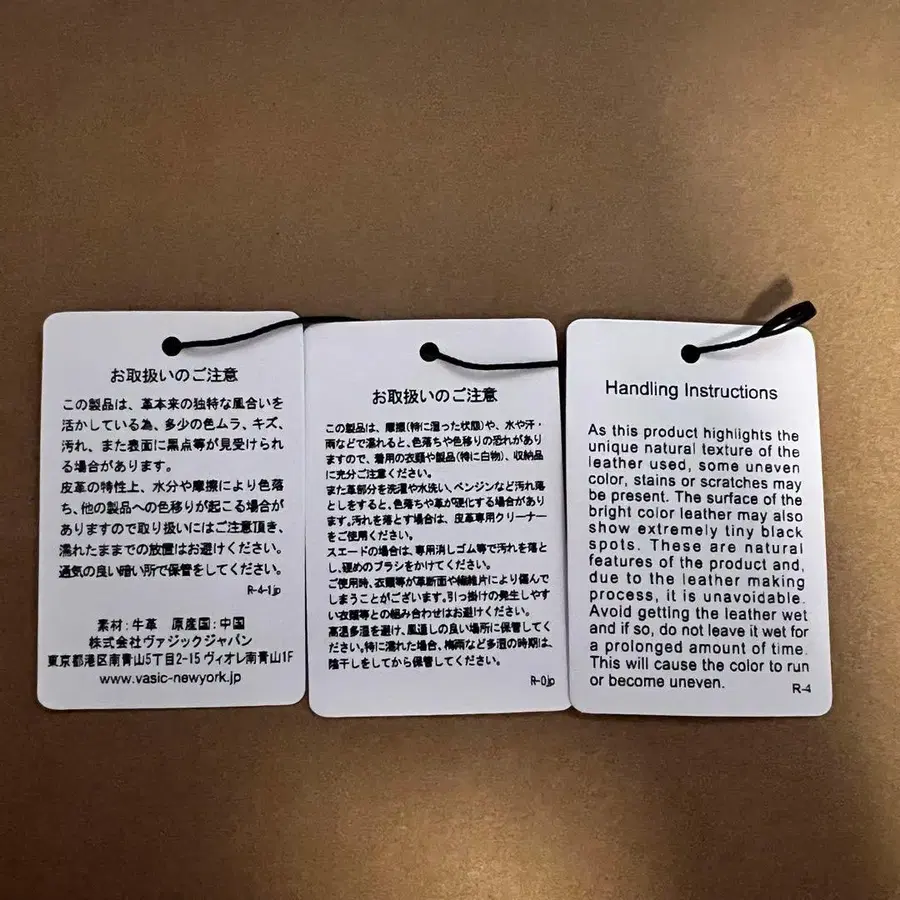 お取扱いのご注意
この製品は、革本来の独特な風合いを
活かしている為、多少の色ムラ、キズ、
汚れ、また表面に黒点等が見受けられ
る場合があります。
皮革の特性上、水分や摩擦により色落
ち、他の製品への色移りが起こる場合が
ありますので取り扱いにはご注意頂き、
濡れたままでの放置はお避けください。
通気の良い暗い所で保管をしてください。
R-4-1jp
素材:牛革 原産国:中国
株式会社ヴァジックジャパン
東京都港区南青山5丁目2-15 ヴィオレ南青山1F
www.vasic-newyork.jp
お取扱いのご注意
この製品は、摩擦(特に湿った状態)や、水や汗・
雨などで濡れると、色落ちや色移りの恐れがあり
ますので、着用の衣類や製品(特に白物)、収納品
に充分ご注意ください。
また革部分を洗濯や水洗い、ベンジンなど汚れ落
としをすると、色落ちや革が硬化する場合があり
ます。汚れを落とす場合は、皮革専用クリーナー
をご使用ください。
スエードの場合は、専用消しゴム等で汚れを落と
し、硬めのブラシをかけてください。
ご使用時、衣類等が革断面や繊維片により傷んで
しまうことがございます。引っ掛けの発生しやす
い衣類等との組み合わせはお避けください。
高温多湿を避け、風通しの良い場所に保管してく
ださい。特に濡れた場合、梅雨など多湿の時期は、
陰干しをしてから保管してください。
R-0jp
Handling Instructions
As this product highlights the
unique natural texture of the
leather used, some uneven
color, stains or scratches may
be present. The surface of the
bright color leather may also
show extremely tiny black
spots. These are natural
features of the product and,
due to the leather making
process, it is unavoidable.
Avoid getting the leather wet
and if so, do not leave it wet for
a prolonged amount of time.
This will cause the color to run
or become uneven.
R-4